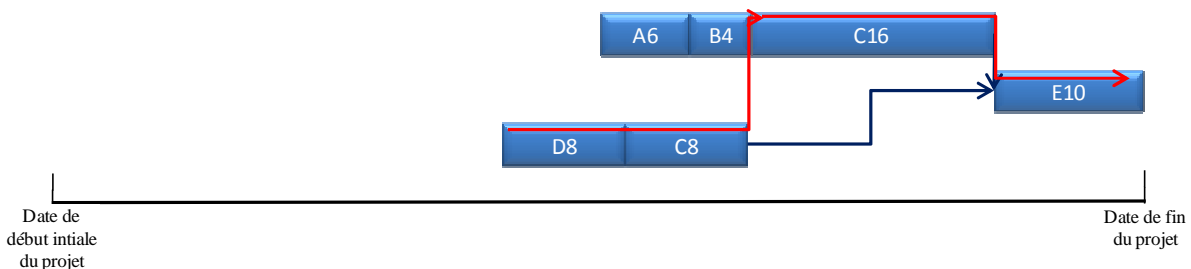 A6 B4 C16
E10
D8 C8
Date de
début intiale
du projet
Date de fin
du projet